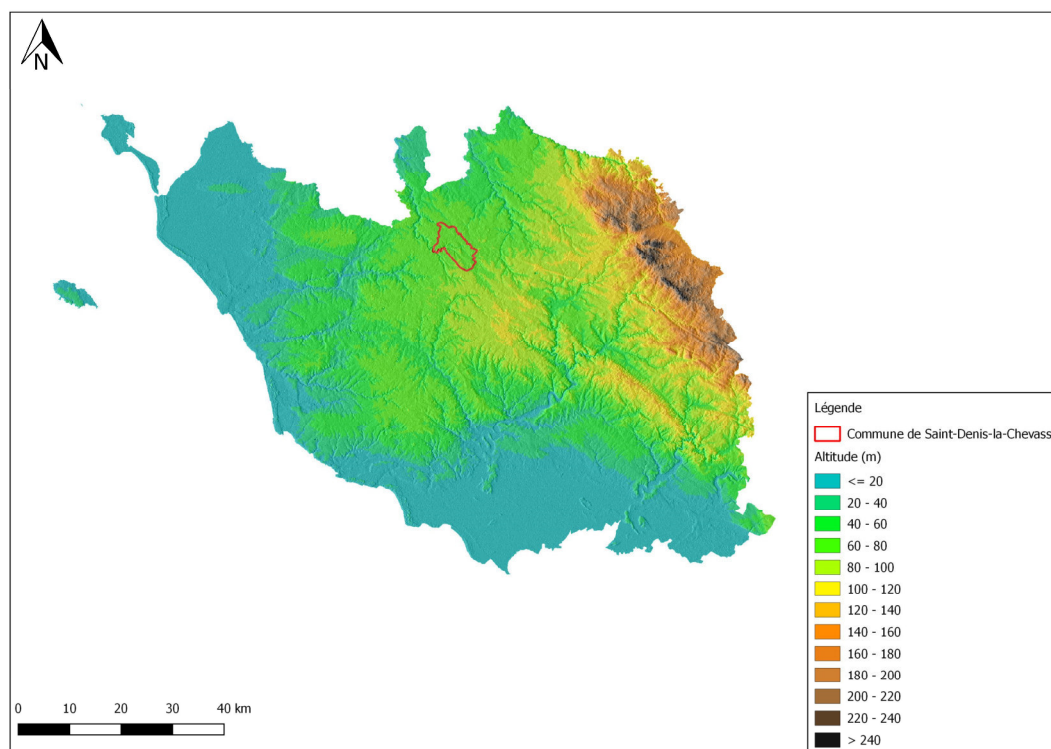 N
Légende
Commune de Saint-Denis-la-Chevass
Altitude (m)
<= 20
20 - 40
40 - 60
60 - 80
80 - 100
100 - 120
120 - 140
140 - 160
160 - 180
180 - 200
200 - 220
220 - 240
> 240
0 10 20 30 40 km